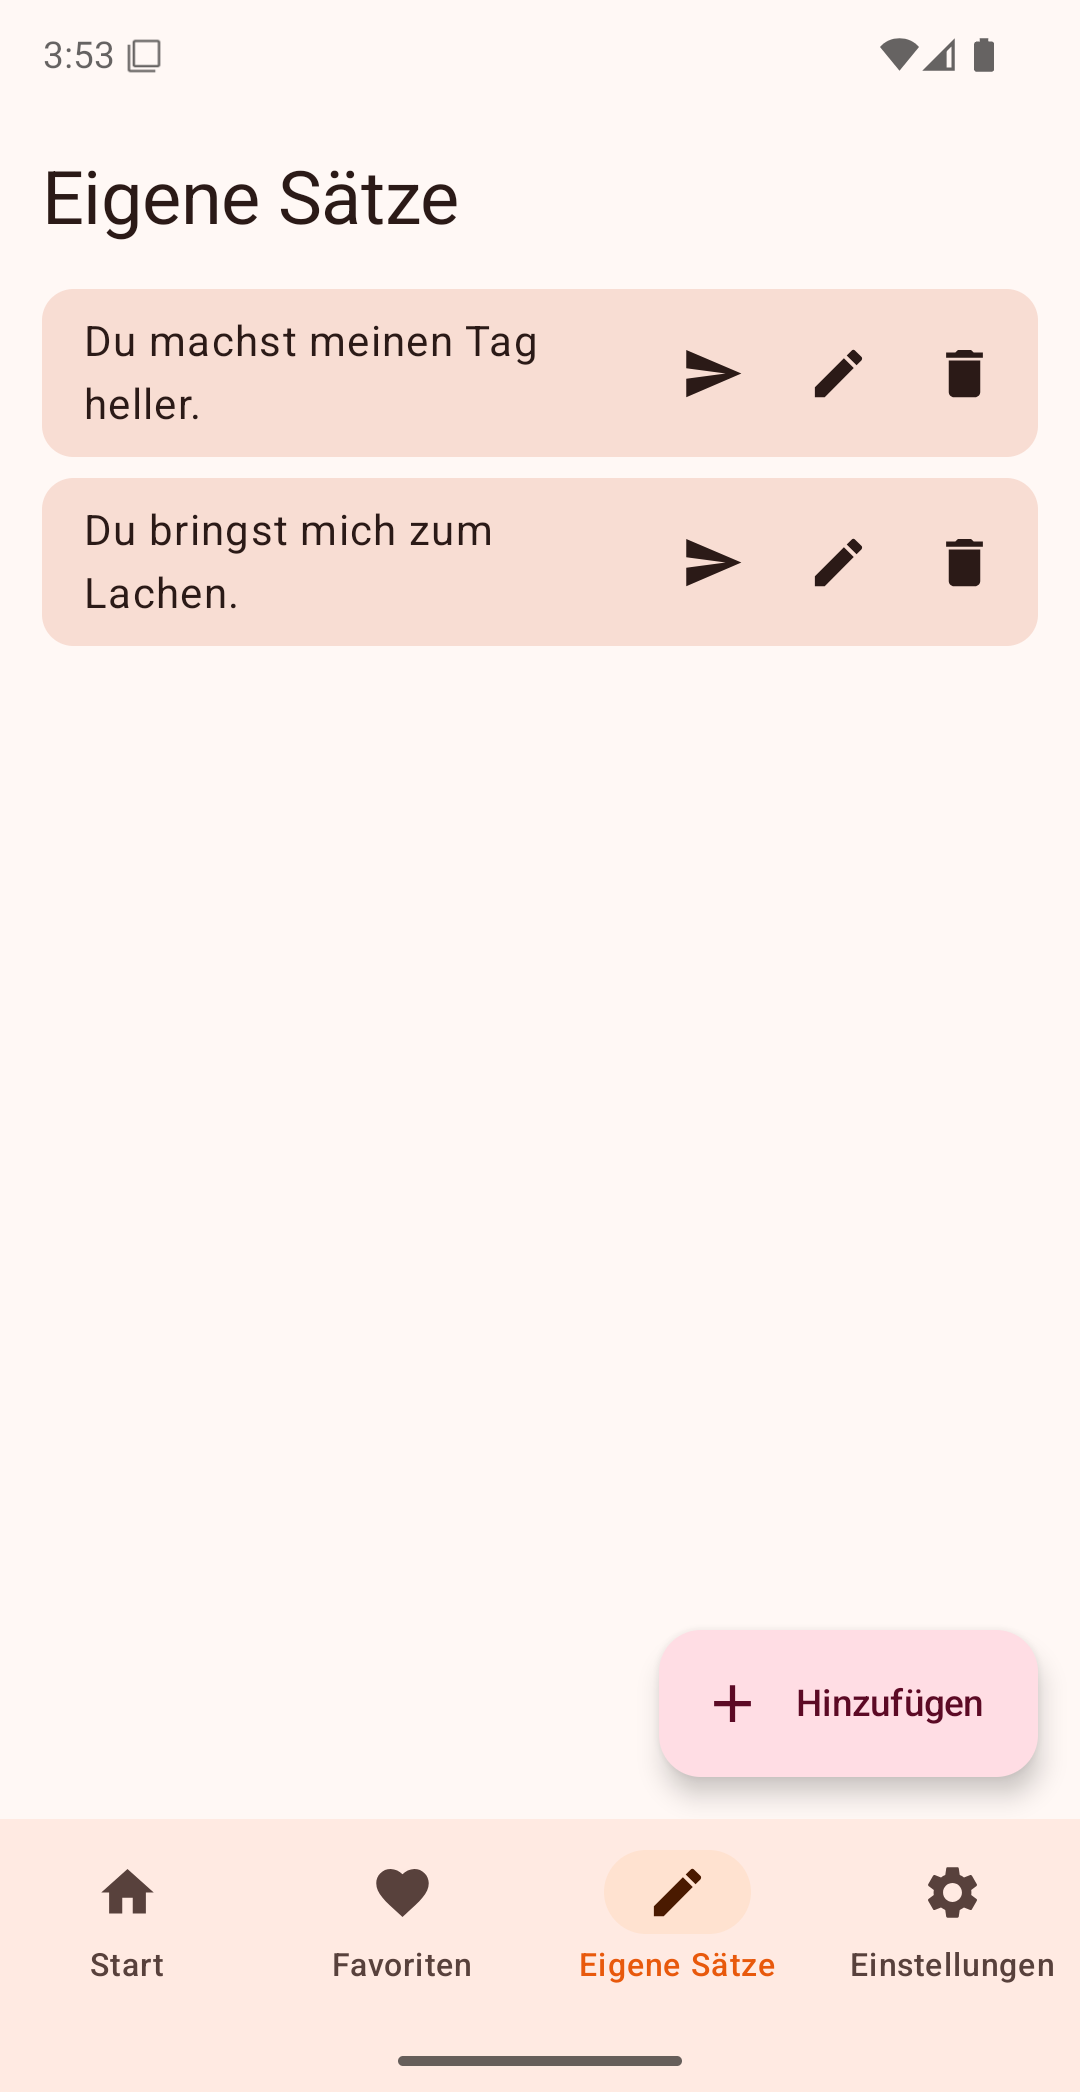 3:53
Eigene Sätze
Du machst meinen Tag
heller.
Du bringst mich zum
Lachen.
Hinzufügen
Start
Favoriten
Eigene Sätze
Einstellungen